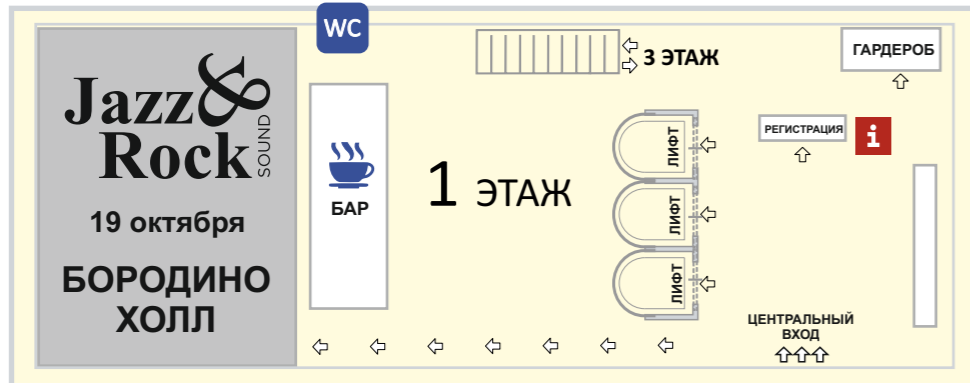 WC
Jazz&
Rock
SOUND
19 октября
БОРОДИНО
ХОЛЛ
БАР
1 ЭТАЖ
3 ЭТАЖ
ЛИФТ
ЛИФТ
ЛИФТ
ГАРДЕРОБ
РЕГИСТРАЦИЯ
i
ЦЕНТРАЛЬНЫЙ
ВХОД